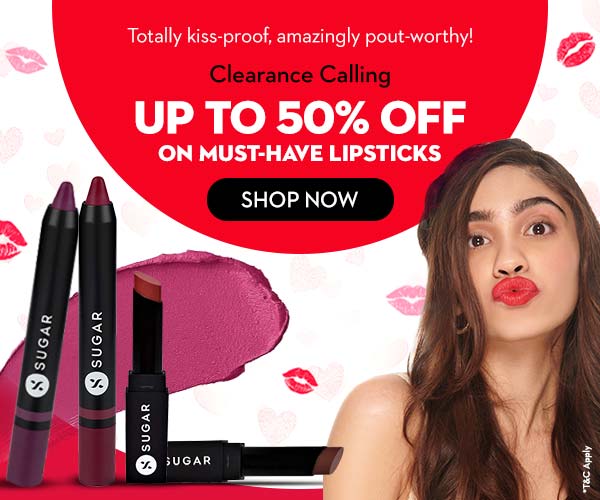 Totally kiss-proof, amazingly pout-worthy!
Clearance Calling
UP TO 50% OFF
ON MUST-HAVE LIPSTICKS
SHOP NOW
SUGAR
SUGAR
SUGAR
SUGAR
*T&C Apply